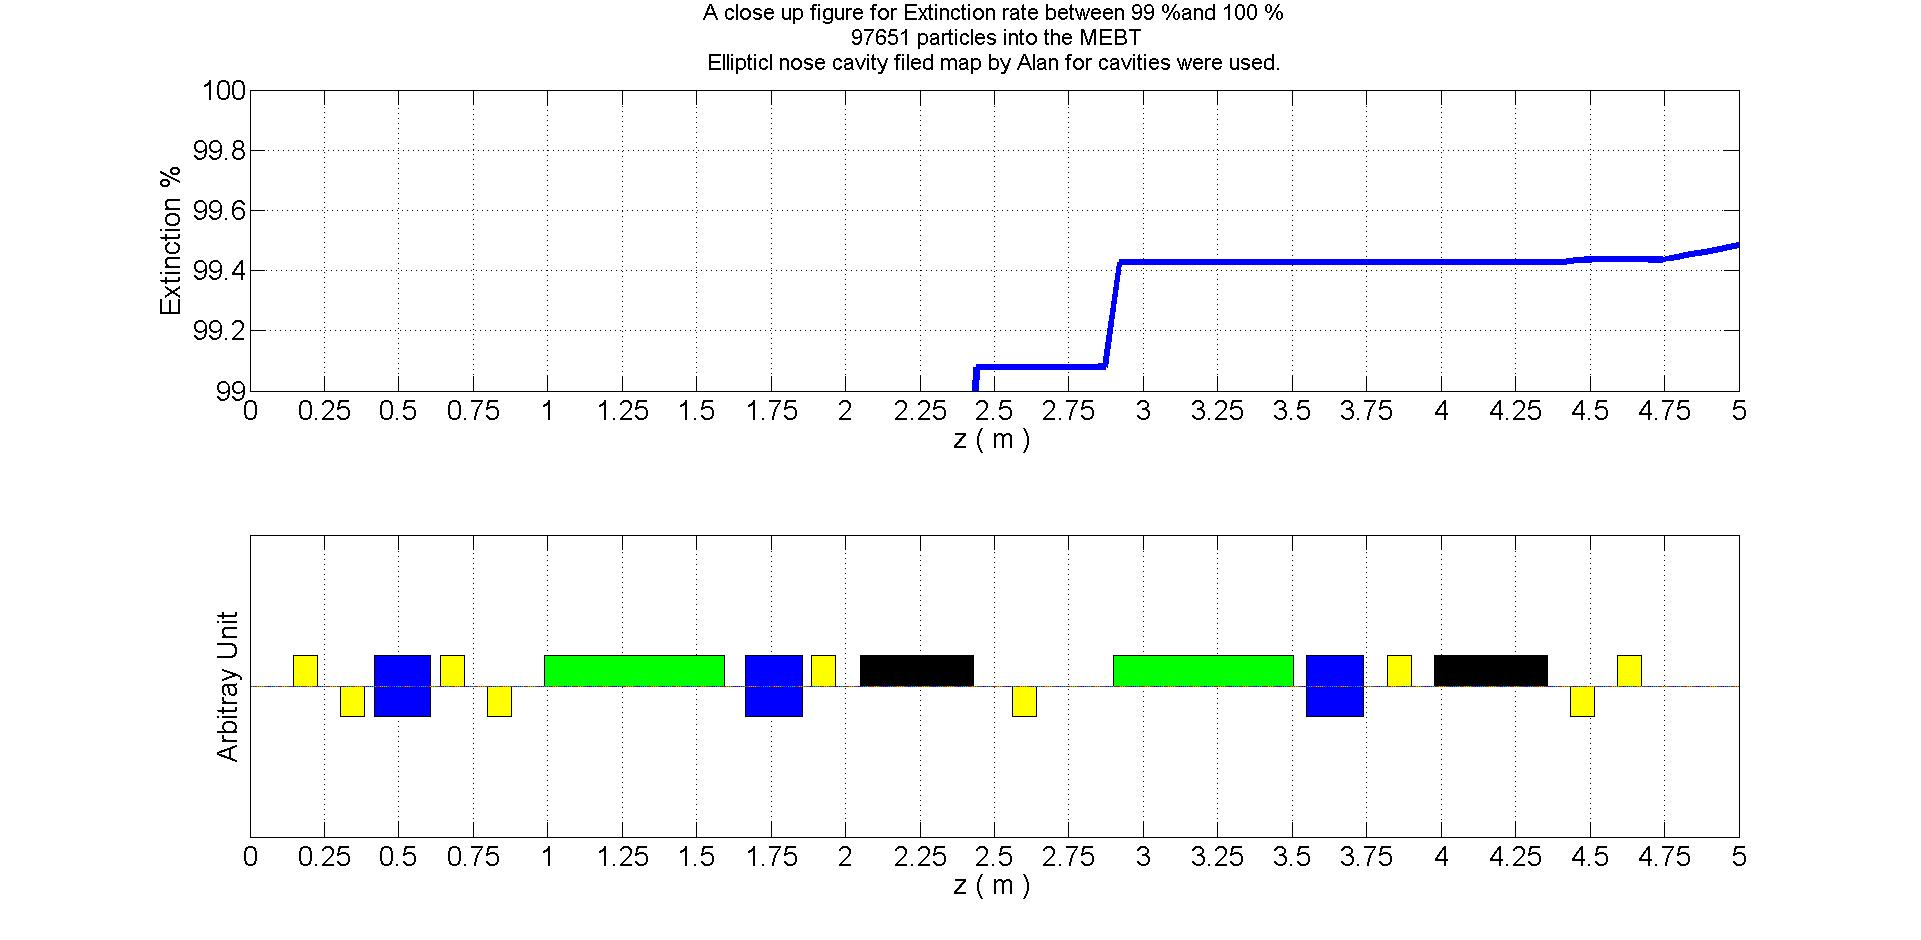 A close up figure for Extinction rate between 99 %and 100 %
97651 particles into the MEBT
Ellipticl nose cavity filed map by Alan for cavities were used.
100
99.8
99.6
99.4
99.2
99
Extinction %
0 0.25 0.5 0.75 1 1.25 1.5 1.75 2 2.25 2.5 2.75 3 3.25 3.5 3.75 4 4.25 4.5 4.75 5
z ( m )
Arbitray Unit
0 0.25 0.5 0.75 1 1.25 1.5 1.75 2 2.25 2.5 2.75 3 3.25 3.5 3.75 4 4.25 4.5 4.75 5
z ( m )